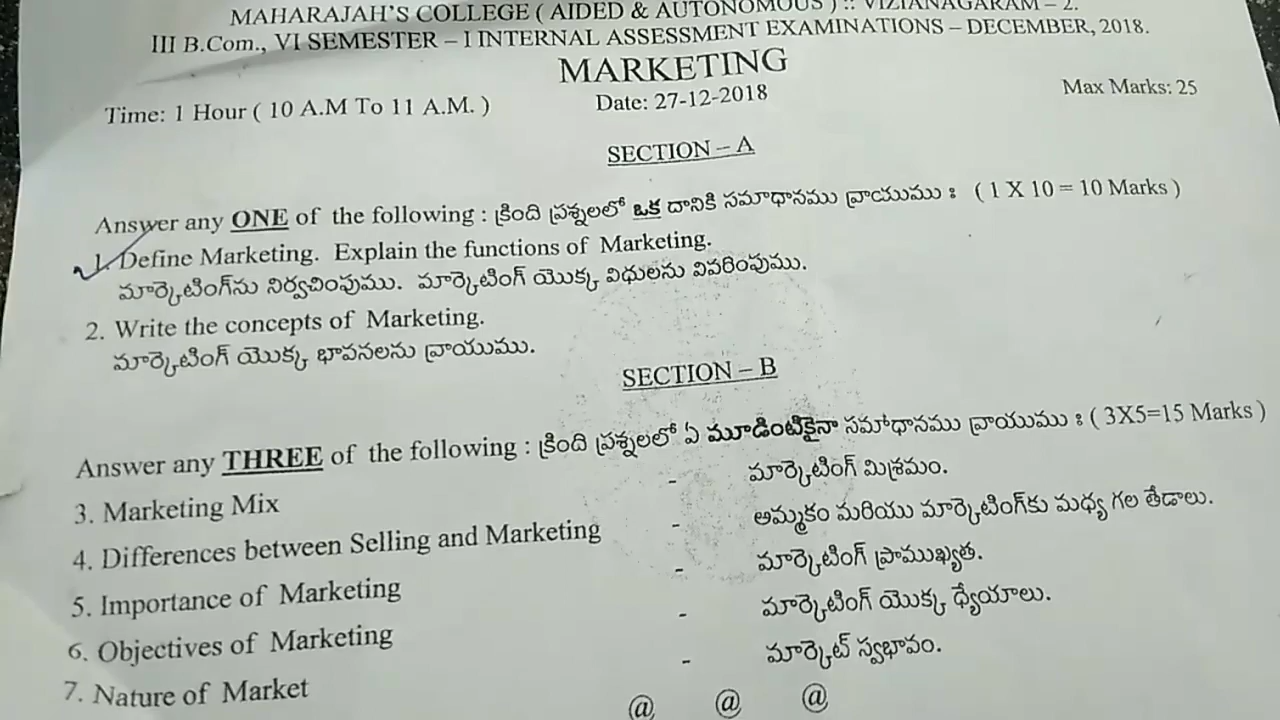 MAHARAJAH'S COLLEGE ( AIDED & AUTONOMOUS ) :: VIZIANAGARAM – 2.
III B.Com., VI SEMESTER – I INTERNAL ASSESSMENT EXAMINATIONS – DECEMBER, 2018.
MARKETING
Time: 1 Hour ( 10 A.M To 11 A.M. ) Date: 27-12-2018 Max Marks: 25
SECTION – A
Answer any ONE of the following : క్రింది ప్రశ్నలలో ఒక దానికి సమాధానము వ్రాయుము : ( 1 X 10 = 10 Marks )
1. Define Marketing. Explain the functions of Marketing.
మార్కెటింగ్‌ను నిర్వచింపుము. మార్కెటింగ్ యొక్క విధులను వివరింపుము.
2. Write the concepts of Marketing.
మార్కెటింగ్ యొక్క భావనలను వ్రాయుము.
SECTION – B
Answer any THREE of the following : క్రింది ప్రశ్నలలో ఏ మూడింటికైనా సమాధానము వ్రాయుము : ( 3X5=15 Marks )
3. Marketing Mix - మార్కెటింగ్ మిశ్రమం.
4. Differences between Selling and Marketing - అమ్మకం మరియు మార్కెటింగ్‌కు మధ్య గల తేడాలు.
5. Importance of Marketing - మార్కెటింగ్ ప్రాముఖ్యత.
6. Objectives of Marketing - మార్కెటింగ్ యొక్క ధ్యేయాలు.
7. Nature of Market - మార్కెట్ స్వభావం.
@ @ @